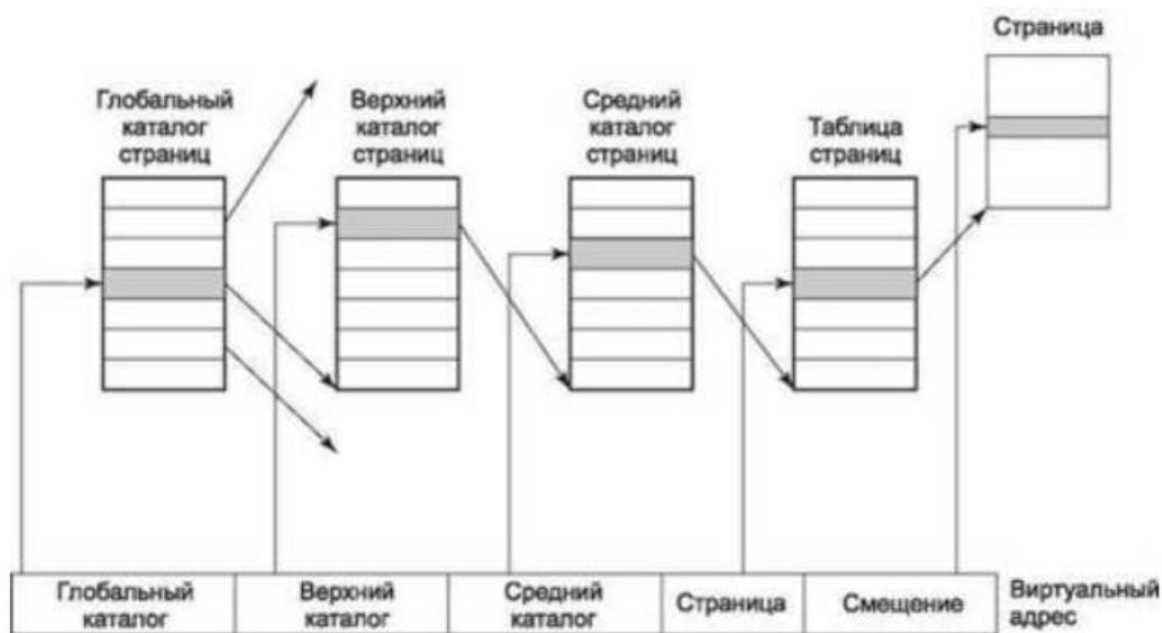 Страница
Глобальный
каталог
страниц
Верхний
каталог
страниц
Средний
каталог
страниц
Таблица
страниц
Глобальный
каталог
Верхний
каталог
Средний
каталог
Страница
Смещение
Виртуальный
адрес